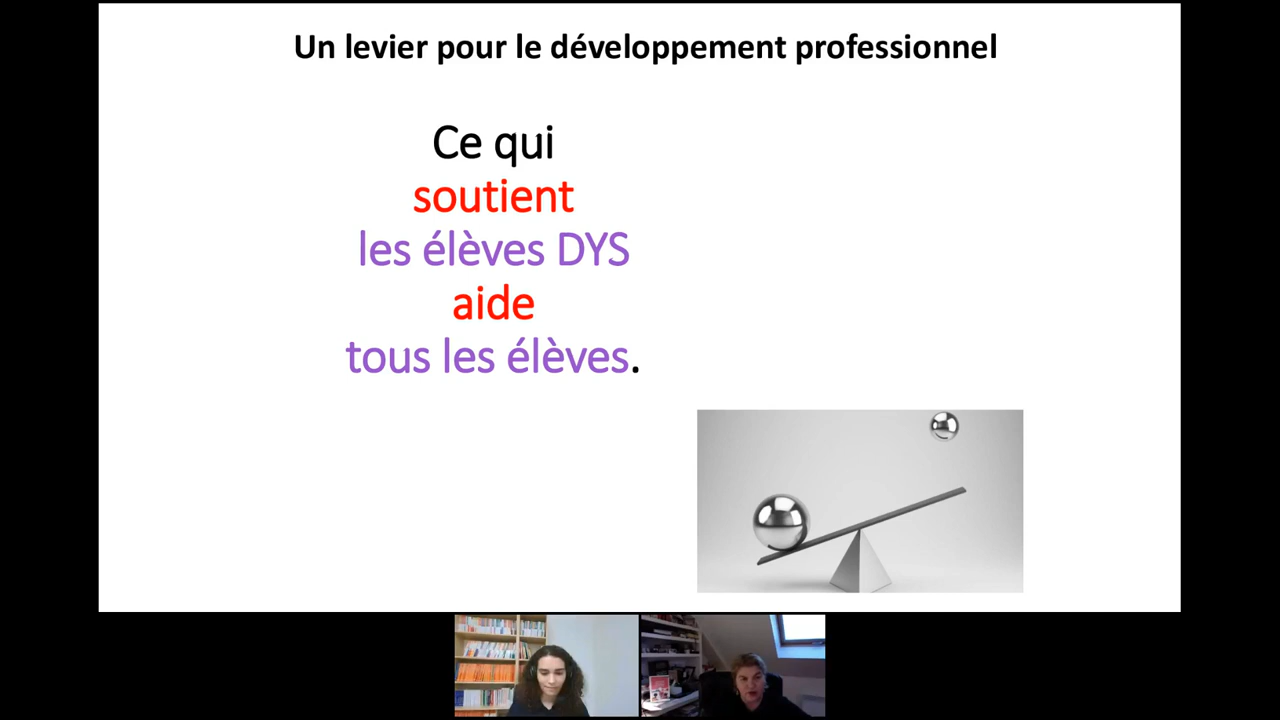 Un levier pour le développement professionnel
Ce qui
soutient
les élèves DYS
aide
tous les élèves.